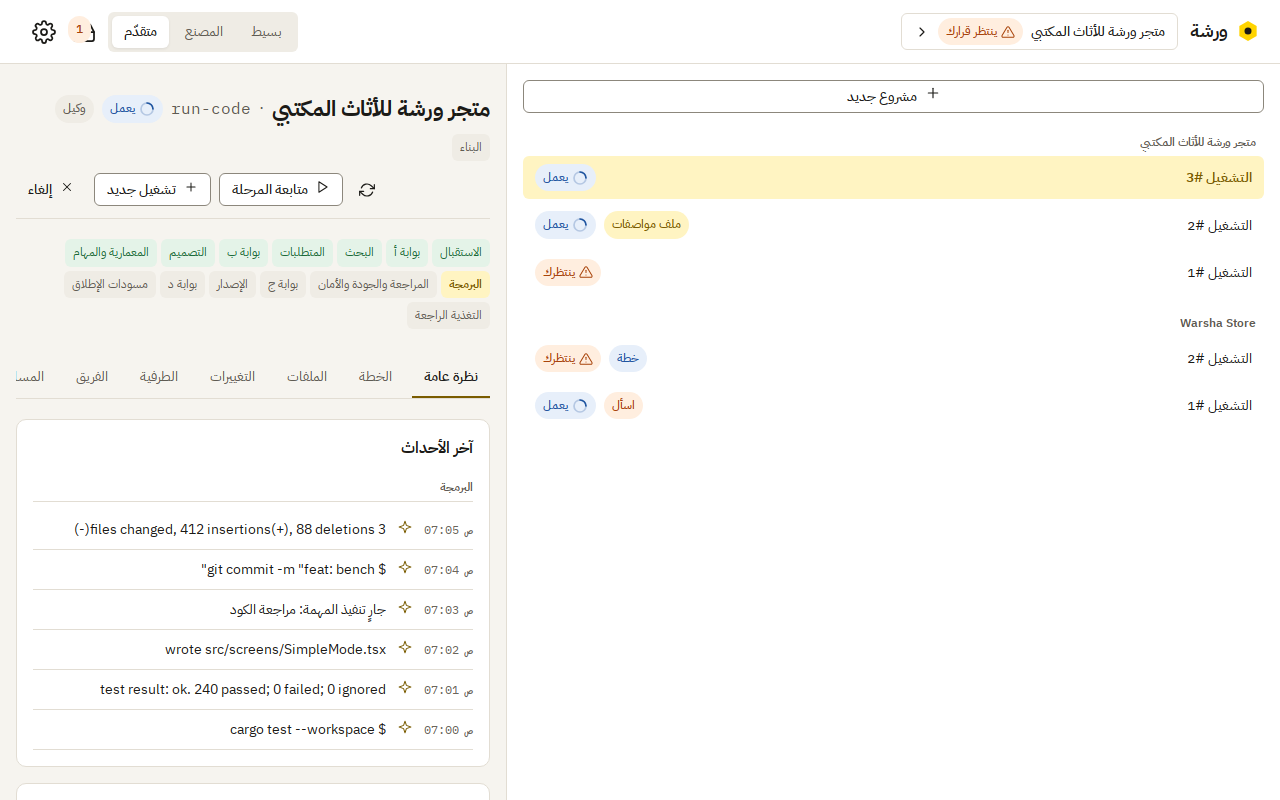 ورشة
متجر ورشة للأثاث المكتبي ينتظر قرارك
بسيط المصنع متقدّم
1
مشروع جديد
متجر ورشة للأثاث المكتبي
التشغيل #3 يعمل
التشغيل #2 ملف مواصفات يعمل
التشغيل #1 ينتظرك
Warsha Store
التشغيل #2 خطة ينتظرك
التشغيل #1 اسأل يعمل
متجر ورشة للأثاث المكتبي · run-code يعمل وكيل
البناء
متابعة المرحلة تشغيل جديد إلغاء
الاستقبال بوابة أ البحث المتطلبات بوابة ب التصميم المعمارية والمهام
البرمجة المراجعة والجودة والأمان بوابة ج الإصدار بوابة د مسودات الإطلاق
التغذية الراجعة
نظرة عامة الخطة الملفات التغييرات الطرفية الفريق
آخر الأحداث
البرمجة
07:05 ص 3 files changed, 412 insertions(+), 88 deletions(-)
07:04 ص $ git commit -m "feat: bench"
07:03 ص جارٍ تنفيذ المهمة: مراجعة الكود
07:02 ص wrote src/screens/SimpleMode.tsx
07:01 ص test result: ok. 240 passed; 0 failed; 0 ignored
07:00 ص $ cargo test --workspace